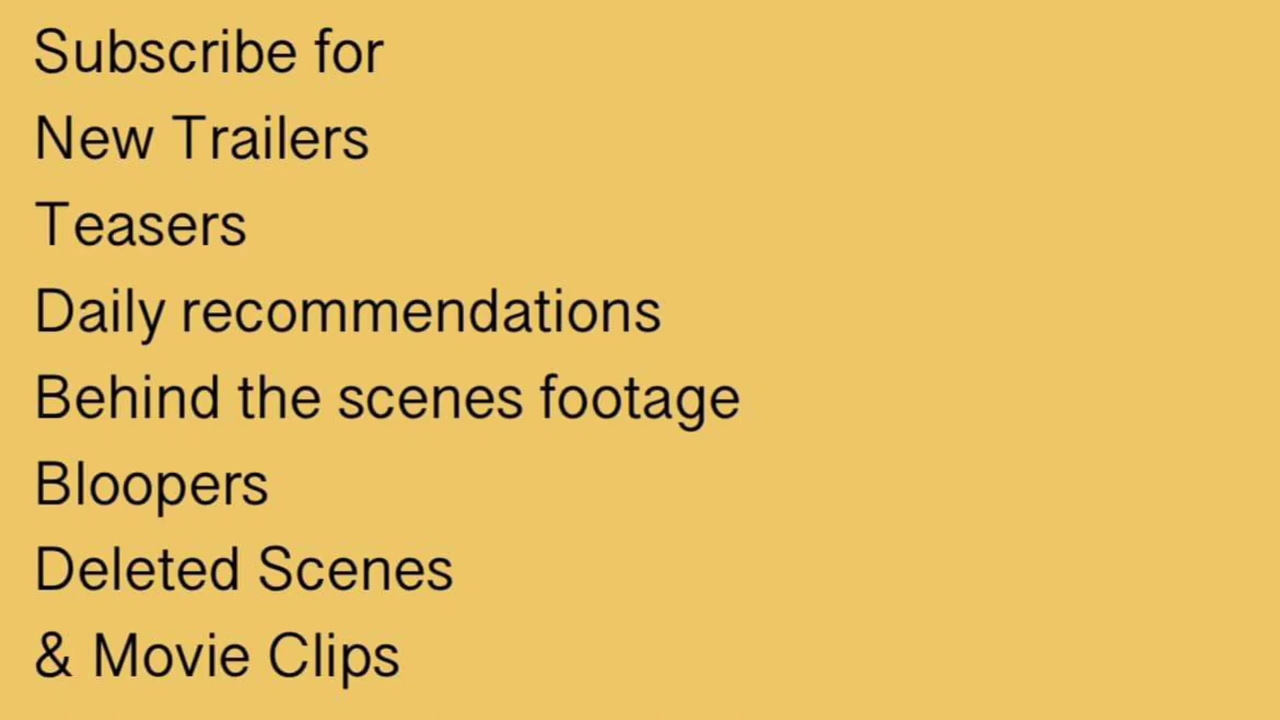 Subscribe for
New Trailers
Teasers
Daily recommendations
Behind the scenes footage
Bloopers
Deleted Scenes
& Movie Clips